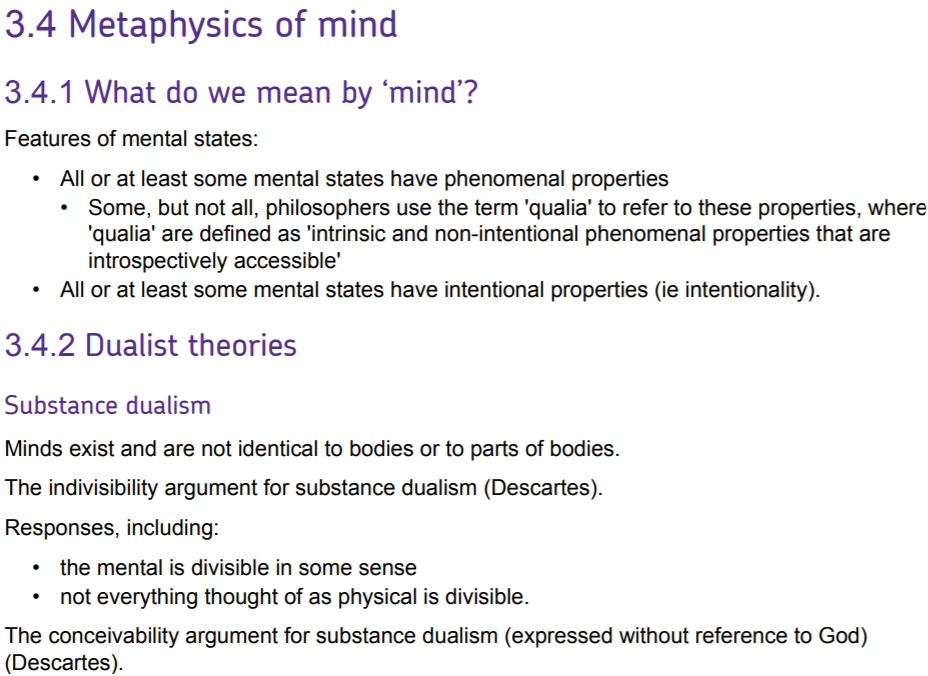 3.4 Metaphysics of mind
3.4.1 What do we mean by ‘mind’?
Features of mental states:
• All or at least some mental states have phenomenal properties
• Some, but not all, philosophers use the term 'qualia' to refer to these properties, where
'qualia' are defined as 'intrinsic and non-intentional phenomenal properties that are
introspectively accessible'
• All or at least some mental states have intentional properties (ie intentionality).
3.4.2 Dualist theories
Substance dualism
Minds exist and are not identical to bodies or to parts of bodies.
The indivisibility argument for substance dualism (Descartes).
Responses, including:
• the mental is divisible in some sense
• not everything thought of as physical is divisible.
The conceivability argument for substance dualism (expressed without reference to God)
(Descartes).